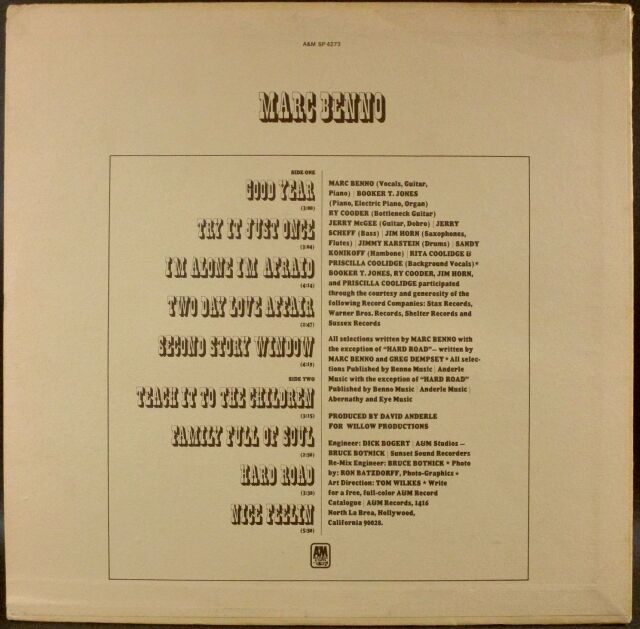 A&M SP 4273
MARC BENNO
SIDE ONE
GOOD YEAR
(3:00)
TRY IT JUST ONCE
(3:04)
I'M ALONE I'M AFRAID
(4:14)
TWO DAY LOVE AFFAIR
(2:47)
SECOND STORY WINDOW
(4:19)
SIDE TWO
TEACH IT TO THE CHILDREN
(3:15)
FAMILY FULL OF SOUL
(2:50)
HARD ROAD
(3:30)
NICE FEELIN
(5:50)
MARC BENNO (Vocals, Guitar,
Piano) | BOOKER T. JONES
(Piano, Electric Piano, Organ)
RY COODER (Bottleneck Guitar)
JERRY McGEE (Guitar, Dobro) | JERRY
SCHEFF (Bass) | JIM HORN (Saxophones,
Flutes) | JIMMY KARSTEIN (Drums) | SANDY
KONIKOFF (Hambone) | RITA COOLIDGE &
PRISCILLA COOLIDGE (Background Vocals)*
BOOKER T. JONES, RY COODER, JIM HORN,
and PRISCILLA COOLIDGE participated
through the courtesy and generosity of the
following Record Companies: Stax Records,
Warner Bros. Records, Shelter Records and
Sussex Records
All selections written by MARC BENNO with
the exception of "HARD ROAD"— written by
MARC BENNO and GREG DEMPSEY * All selec-
tions Published by Benno Music | Anderle
Music with the exception of "HARD ROAD"
Published by Benno Music | Anderle Music |
Abernathy and Eye Music
PRODUCED BY DAVID ANDERLE
FOR WILLOW PRODUCTIONS
Engineer: DICK BOGERT | A&M Studios –
BRUCE BOTNICK | Sunset Sound Recorders
Re-Mix Engineer: BRUCE BOTNICK * Photo
by: RON BATZDORFF, Photo-Graphics *
Art Direction: TOM WILKES * Write
for a free, full-color A&M Record
Catalogue | A&M Records, 1416
North La Brea, Hollywood,
California 90028.
A&M